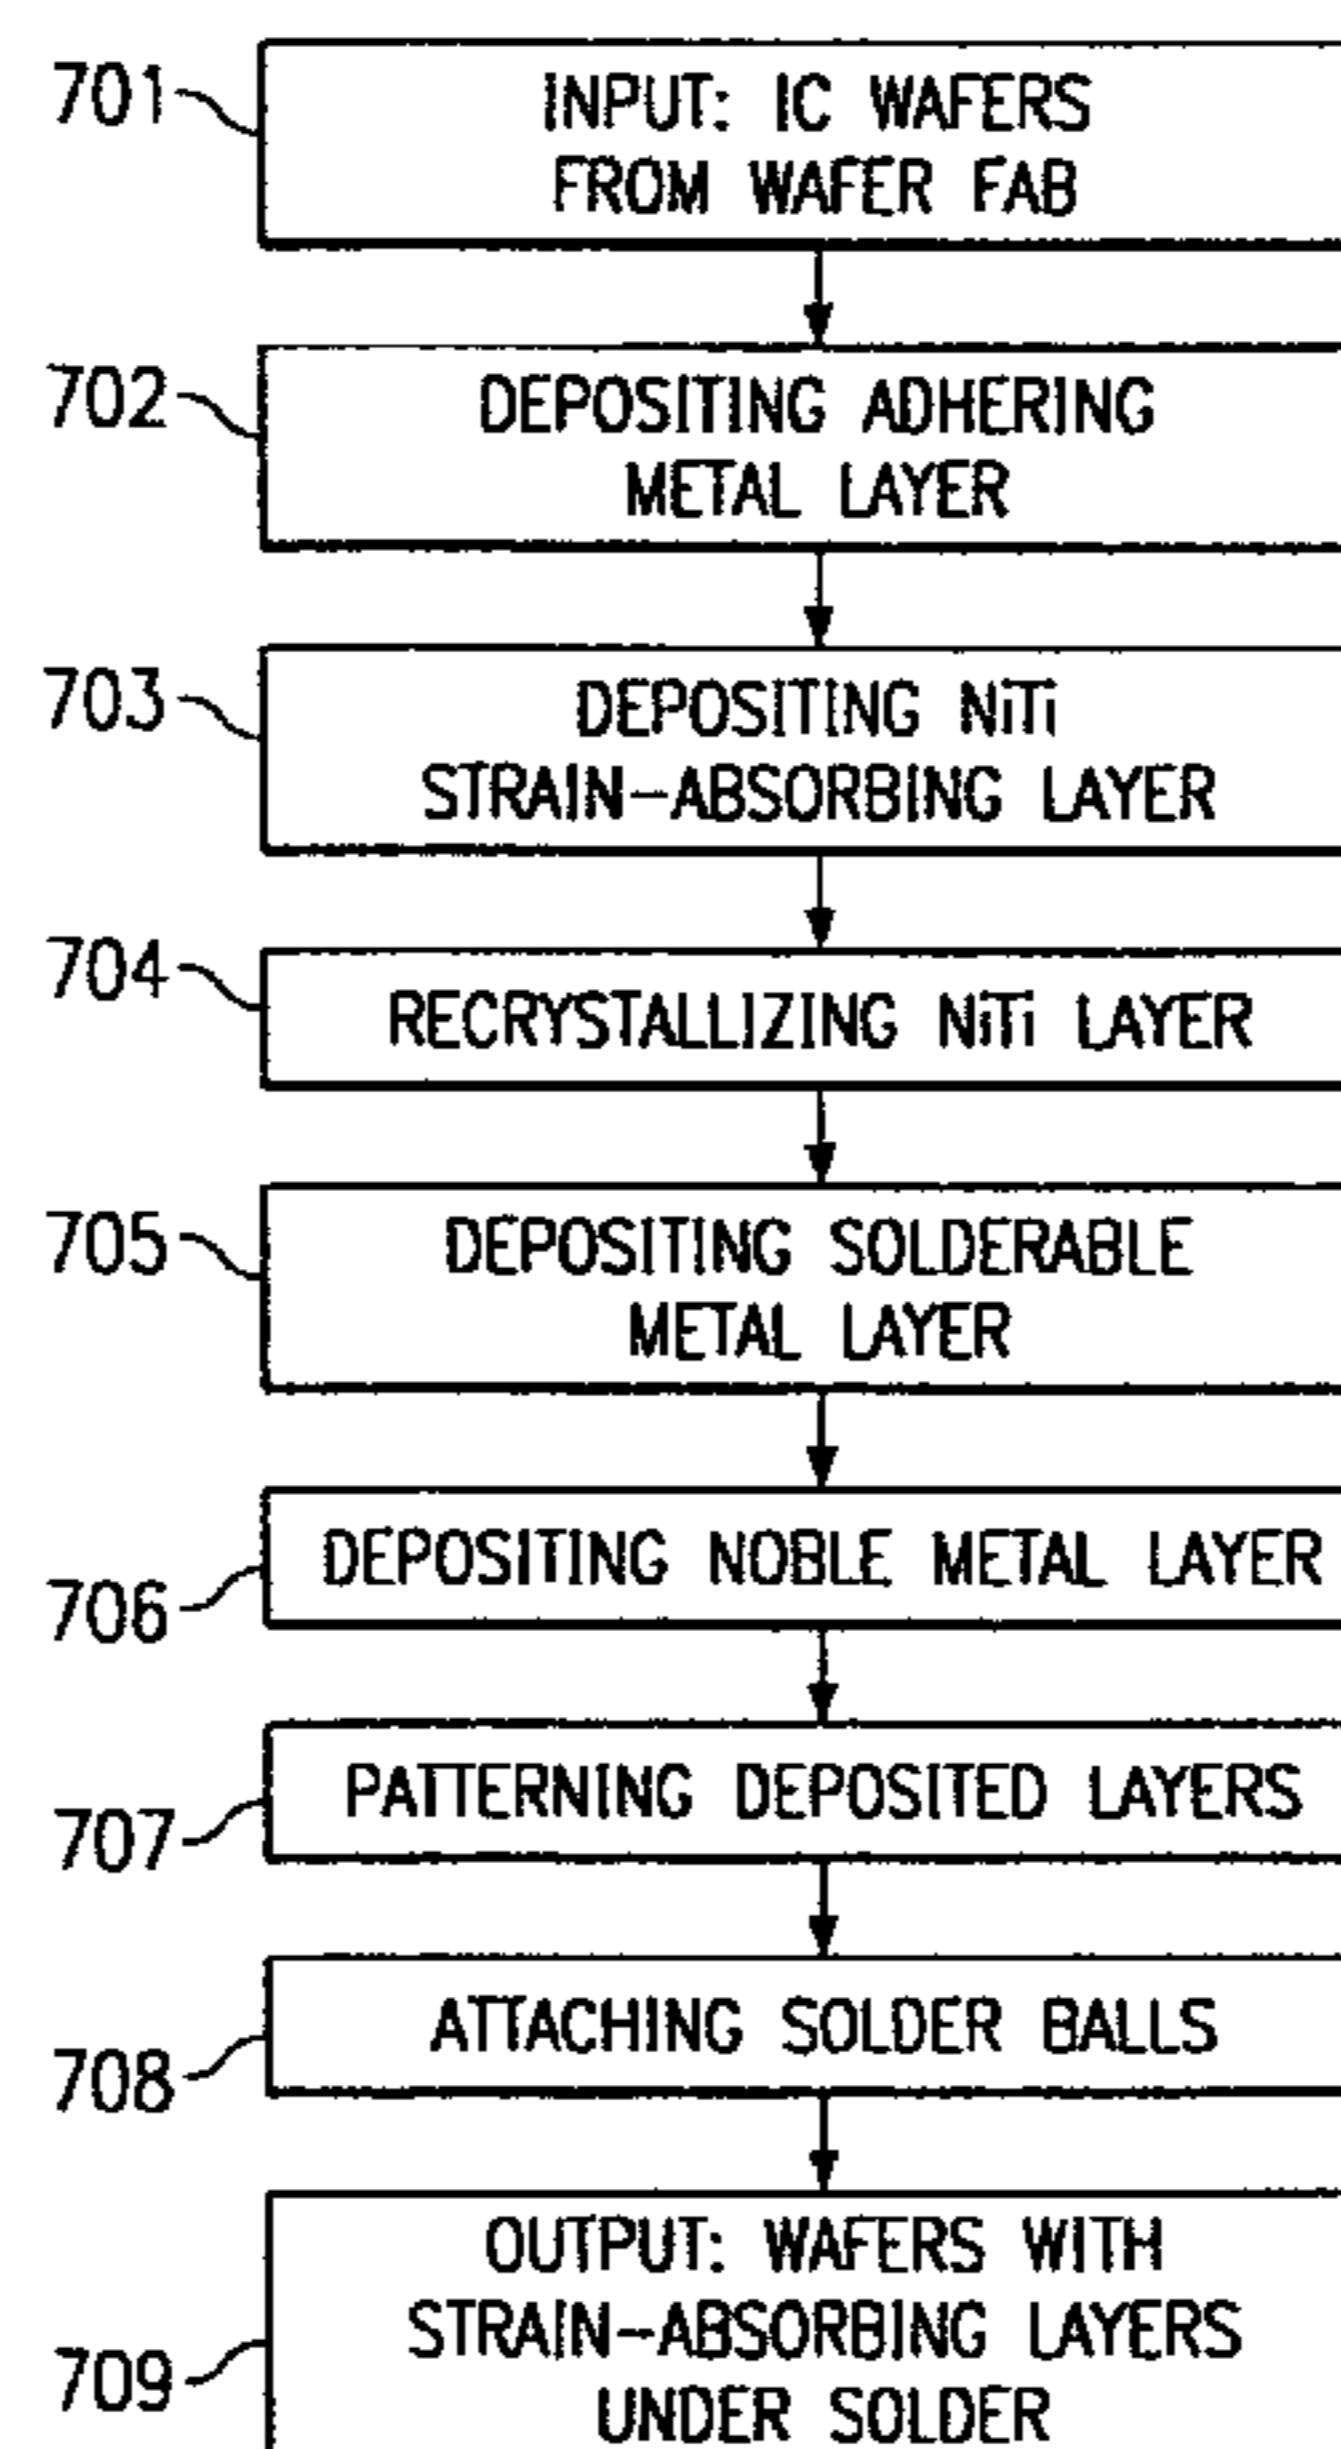 701
INPUT: IC WAFERS
FROM WAFER FAB
702
DEPOSITING ADHERING
METAL LAYER
703
DEPOSITING NiTi
STRAIN-ABSORBING LAYER
704
RECRYSTALLIZING NiTi LAYER
705
DEPOSITING SOLDERABLE
METAL LAYER
706
DEPOSITING NOBLE METAL LAYER
707
PATTERNING DEPOSITED LAYERS
708
ATTACHING SOLDER BALLS
709
OUTPUT: WAFERS WITH
STRAIN-ABSORBING LAYERS
UNDER SOLDER